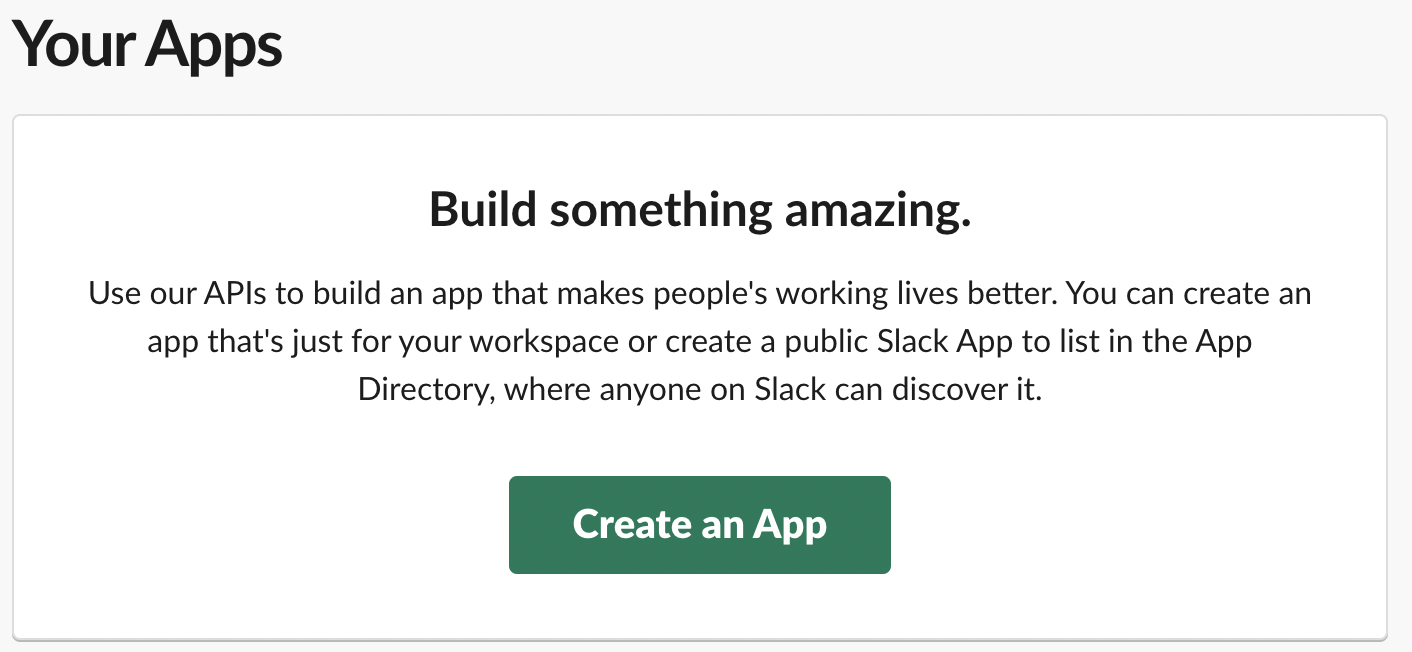 Your Apps
Build something amazing.
Use our APIs to build an app that makes people's working lives better. You can create an
app that's just for your workspace or create a public Slack App to list in the App
Directory, where anyone on Slack can discover it.
Create an App